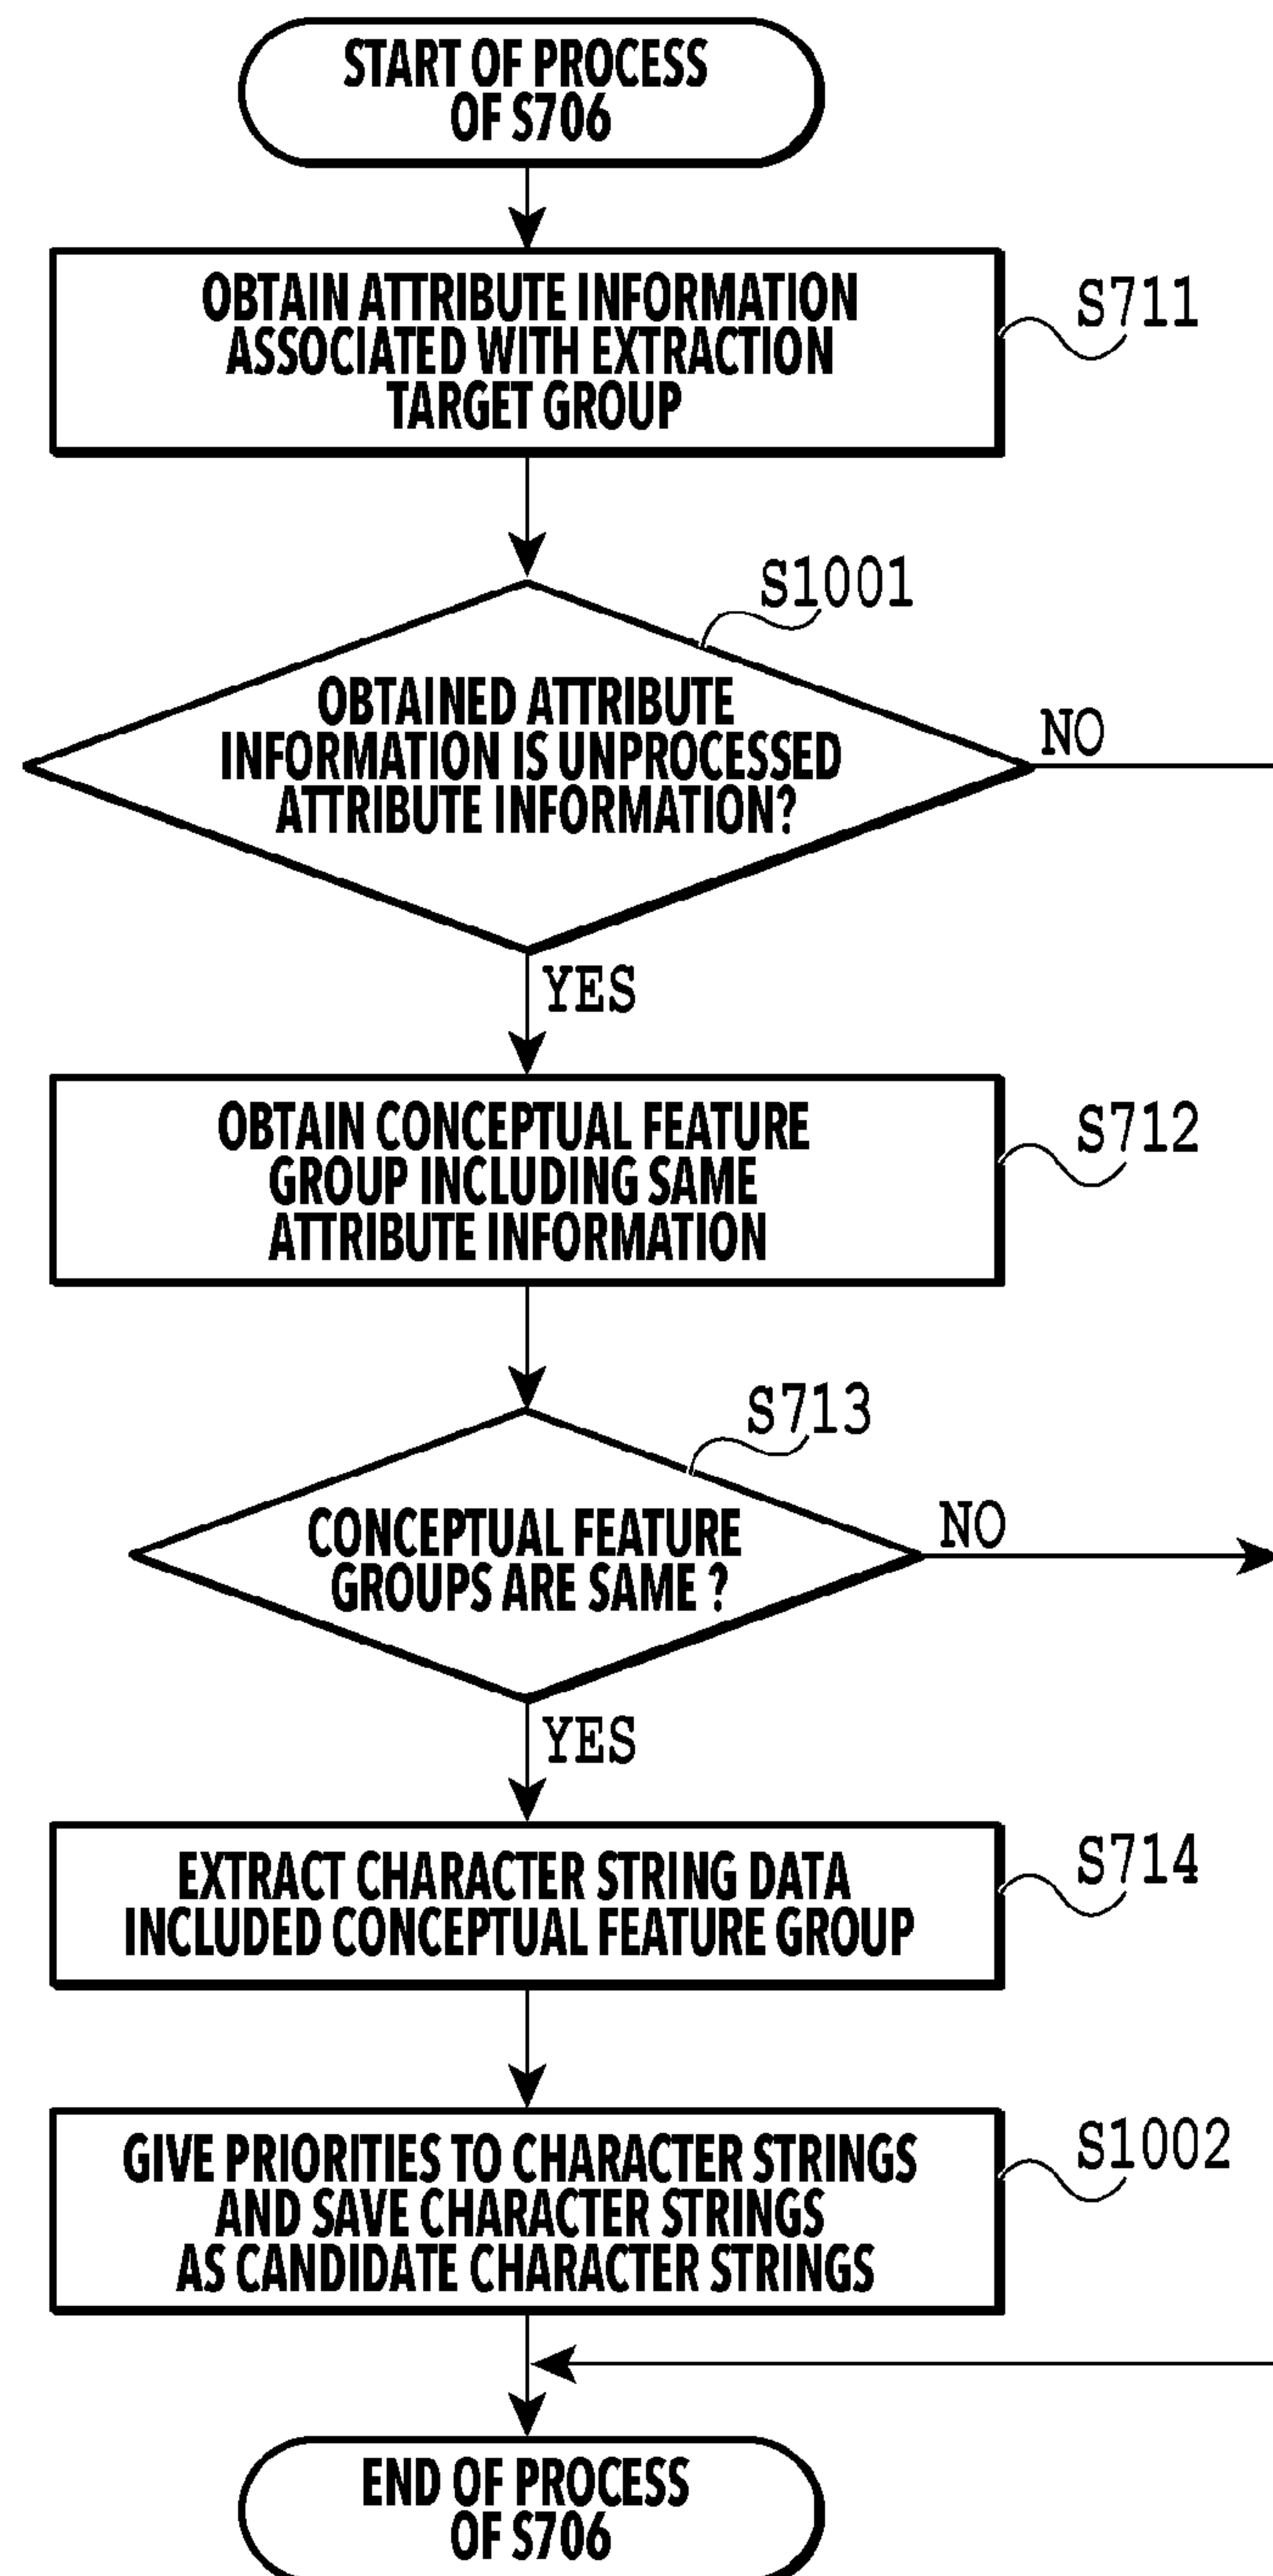 START OF PROCESS
OF S706
OBTAIN ATTRIBUTE INFORMATION
ASSOCIATED WITH EXTRACTION
TARGET GROUP
S711
S1001
OBTAINED ATTRIBUTE
INFORMATION IS UNPROCESSED
ATTRIBUTE INFORMATION?
NO
YES
OBTAIN CONCEPTUAL FEATURE
GROUP INCLUDING SAME
ATTRIBUTE INFORMATION
S712
S713
CONCEPTUAL FEATURE
GROUPS ARE SAME ?
NO
YES
EXTRACT CHARACTER STRING DATA
INCLUDED CONCEPTUAL FEATURE GROUP
S714
GIVE PRIORITIES TO CHARACTER STRINGS
AND SAVE CHARACTER STRINGS
AS CANDIDATE CHARACTER STRINGS
S1002
END OF PROCESS
OF S706